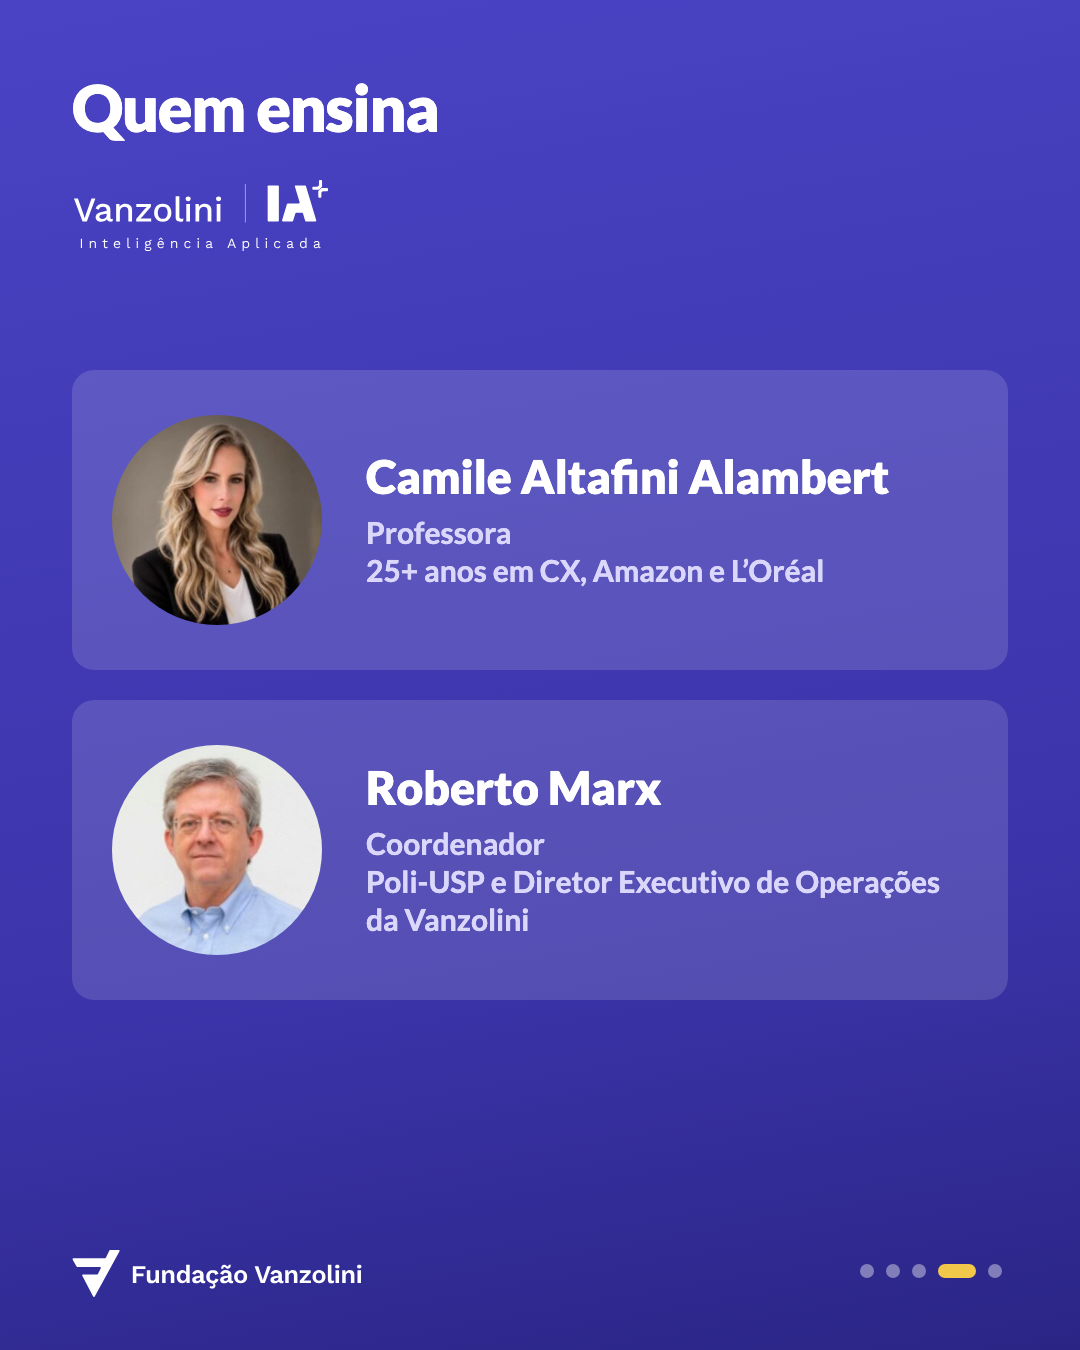 Quem ensina
Vanzolini | IA+
Inteligência Aplicada
Camile Altafini Alambert
Professora
25+ anos em CX, Amazon e L’Oréal
Roberto Marx
Coordenador
Poli-USP e Diretor Executivo de Operações
da Vanzolini
Fundação Vanzolini